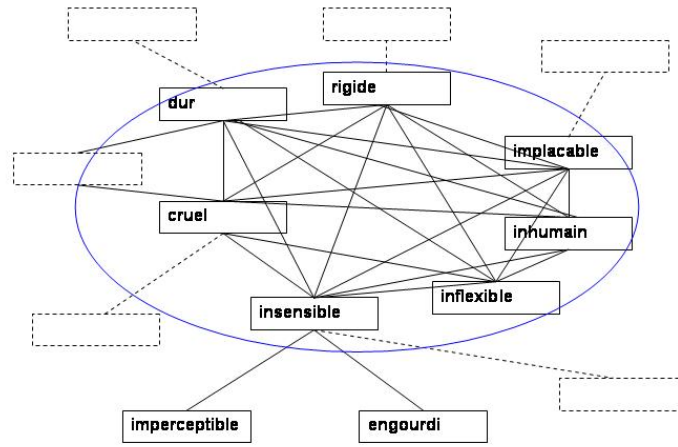 rigide
dur
implacable
cruel
inhumain
inflexible
insensible
imperceptible
engourdi